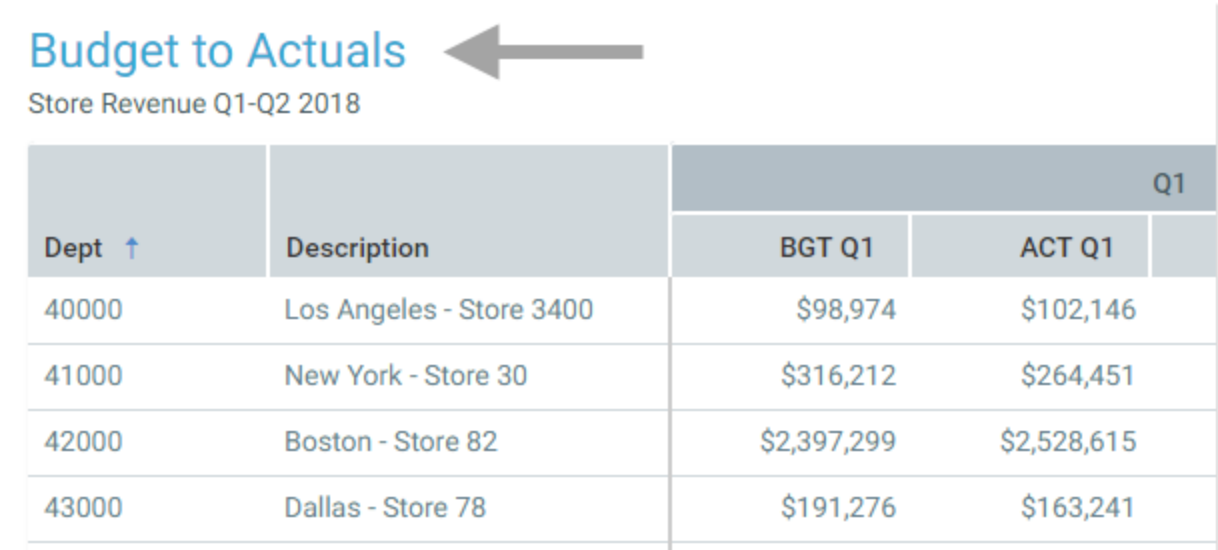 Budget to Actuals
Store Revenue Q1-Q2 2018
Q1
Dept ↑ Description BGT Q1 ACT Q1
40000 Los Angeles - Store 3400 $98,974 $102,146
41000 New York - Store 30 $316,212 $264,451
42000 Boston - Store 82 $2,397,299 $2,528,615
43000 Dallas - Store 78 $191,276 $163,241